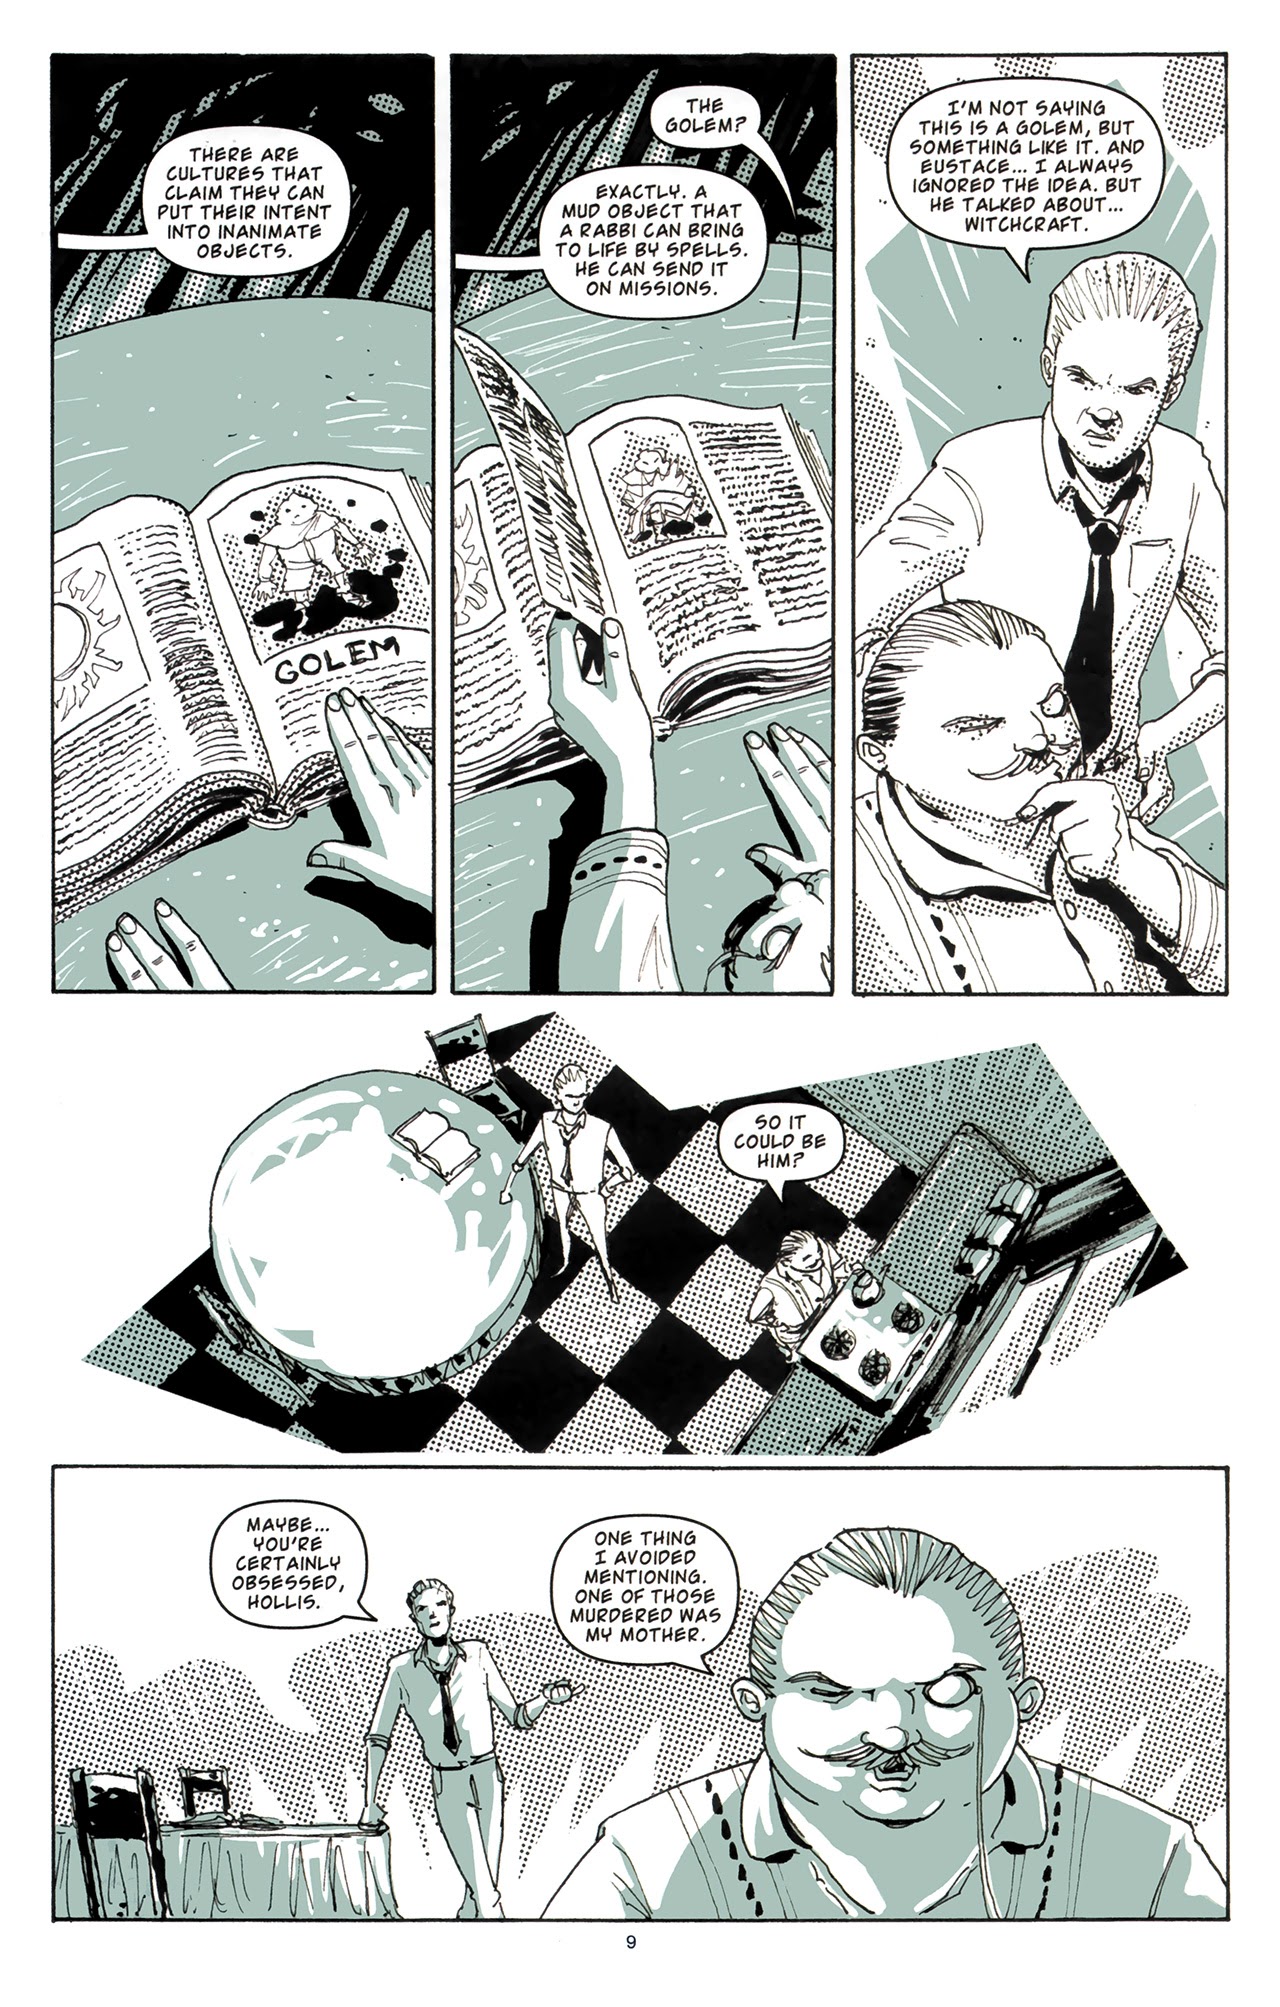 THERE ARE
CULTURES THAT
CLAIM THEY CAN
PUT THEIR INTENT
INTO INANIMATE
OBJECTS.
GOLEM
THE
GOLEM?
EXACTLY. A
MUD OBJECT THAT
A RABBI CAN BRING
TO LIFE BY SPELLS.
HE CAN SEND IT
ON MISSIONS.
I'M NOT SAYING
THIS IS A GOLEM, BUT
SOMETHING LIKE IT. AND
EUSTACE... I ALWAYS
IGNORED THE IDEA. BUT
HE TALKED ABOUT...
WITCHCRAFT.
SO IT
COULD BE
HIM?
MAYBE...
YOU'RE
CERTAINLY
OBSESSED,
HOLLIS.
ONE THING
I AVOIDED
MENTIONING.
ONE OF THOSE
MURDERED WAS
MY MOTHER.
9